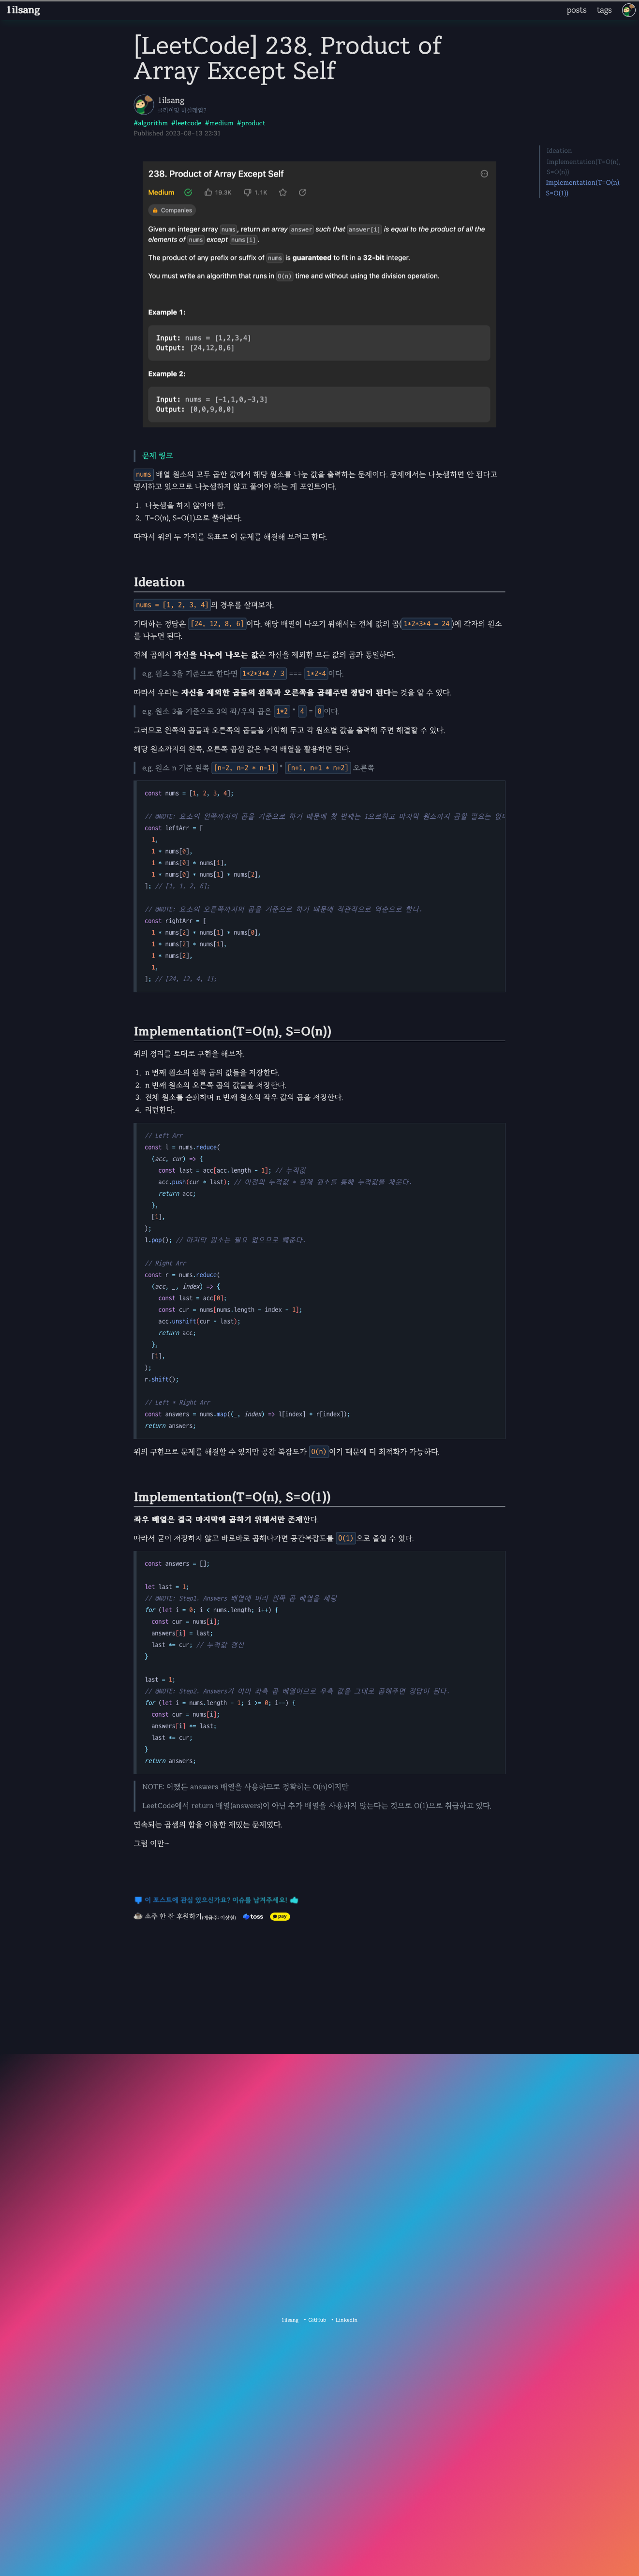 1ilsang
posts
tags
[LeetCode] 238. Product of
Array Except Self
1ilsang
클라이밍 하실래염?
#algorithm #leetcode #medium #product
Published 2023-08-13 22:31
Ideation
Implementation(T=O(n),
S=O(n))
Implementation(T=O(n),
S=O(1))
238. Product of Array Except Self
Medium
19.3K
1.1K
Companies
Given an integer array nums, return an array answer such that answer[i] is equal to the product of all the
elements of nums except nums[i].
The product of any prefix or suffix of nums is guaranteed to fit in a 32-bit integer.
You must write an algorithm that runs in O(n) time and without using the division operation.
Example 1:
Input: nums = [1,2,3,4]
Output: [24,12,8,6]
Example 2:
Input: nums = [-1,1,0,-3,3]
Output: [0,0,9,0,0]
문제 링크
nums 배열 원소의 모두 곱한 값에서 해당 원소를 나눈 값을 출력하는 문제이다. 문제에서는 나눗셈하면 안 된다고
명시하고 있으므로 나눗셈하지 않고 풀어야 하는 게 포인트이다.
1. 나눗셈을 하지 않아야 함.
2. T=O(n), S=O(1)으로 풀어본다.
따라서 위의 두 가지를 목표로 이 문제를 해결해 보려고 한다.
Ideation
nums = [1, 2, 3, 4]의 경우를 살펴보자.
기대하는 정답은 [24, 12, 8, 6]이다. 해당 배열이 나오기 위해서는 전체 값의 곱(1*2*3*4 = 24)에 각자의 원소
를 나누면 된다.
전체 곱에서 자신을 나누어 나오는 값은 자신을 제외한 모든 값의 곱과 동일하다.
e.g. 원소 3을 기준으로 한다면 1*2*3*4 / 3 === 1*2*4이다.
따라서 우리는 자신을 제외한 곱들의 왼쪽과 오른쪽을 곱해주면 정답이 된다는 것을 알 수 있다.
e.g. 원소 3을 기준으로 3의 좌/우의 곱은 1*2 * 4 = 8이다.
그러므로 왼쪽의 곱들과 오른쪽의 곱들을 기억해 두고 각 원소별 값을 출력해 주면 해결할 수 있다.
해당 원소까지의 왼쪽, 오른쪽 곱셈 값은 누적 배열을 활용하면 된다.
e.g. 원소 n 기준 왼쪽 [n-2, n-2 * n-1] * [n+1, n+1 * n+2] 오른쪽
const nums = [1, 2, 3, 4];
// @NOTE: 요소의 왼쪽까지의 곱을 기준으로 하기 때문에 첫 번째는 1으로하고 마지막 원소까지 곱할 필요는 없다
const leftArr = [
1,
1 * nums[0],
1 * nums[0] * nums[1],
1 * nums[0] * nums[1] * nums[2],
]; // [1, 1, 2, 6];
// @NOTE: 요소의 오른쪽까지의 곱을 기준으로 하기 때문에 직관적으로 역순으로 한다.
const rightArr = [
1 * nums[2] * nums[1] * nums[0],
1 * nums[2] * nums[1],
1 * nums[2],
1,
]; // [24, 12, 4, 1];
Implementation(T=O(n), S=O(n))
위의 정리를 토대로 구현을 해보자.
1. n 번째 원소의 왼쪽 곱의 값들을 저장한다.
2. n 번째 원소의 오른쪽 곱의 값들을 저장한다.
3. 전체 원소를 순회하며 n 번째 원소의 좌우 값의 곱을 저장한다.
4. 리턴한다.
// Left Arr
const l = nums.reduce(
(acc, cur) => {
const last = acc[acc.length - 1]; // 누적값
acc.push(cur * last); // 이전의 누적값 * 현재 원소를 통해 누적값을 채운다.
return acc;
},
[1],
);
l.pop(); // 마지막 원소는 필요 없으므로 빼준다.
// Right Arr
const r = nums.reduce(
(acc, _, index) => {
const last = acc[0];
const cur = nums[nums.length - index - 1];
acc.unshift(cur * last);
return acc;
},
[1],
);
r.shift();
// Left * Right Arr
const answers = nums.map((_, index) => l[index] * r[index]);
return answers;
위의 구현으로 문제를 해결할 수 있지만 공간 복잡도가 O(n)이기 때문에 더 최적화가 가능하다.
Implementation(T=O(n), S=O(1))
좌우 배열은 결국 마지막에 곱하기 위해서만 존재한다.
따라서 굳이 저장하지 않고 바로바로 곱해나가면 공간복잡도를 O(1)으로 줄일 수 있다.
const answers = [];
let last = 1;
// @NOTE: Step1. Answers 배열에 미리 왼쪽 곱 배열을 세팅
for (let i = 0; i < nums.length; i++) {
const cur = nums[i];
answers[i] = last;
last *= cur; // 누적값 갱신
}
last = 1;
// @NOTE: Step2. Answers가 이미 좌측 곱 배열이므로 우측 값을 그대로 곱해주면 정답이 된다.
for (let i = nums.length - 1; i >= 0; i--) {
const cur = nums[i];
answers[i] *= last;
last *= cur;
}
return answers;
NOTE: 어쨌든 answers 배열을 사용하므로 정확히는 O(n)이지만
LeetCode에서 return 배열(answers)이 아닌 추가 배열을 사용하지 않는다는 것으로 O(1)으로 취급하고 있다.
연속되는 곱셈의 합을 이용한 재밌는 문제였다.
그럼 이만~
이 포스트에 관심 있으신가요? 이슈를 남겨주세요!
소주 한 잔 후원하기(예금주: 이상철) toss pay
1ilsang • GitHub • LinkedIn